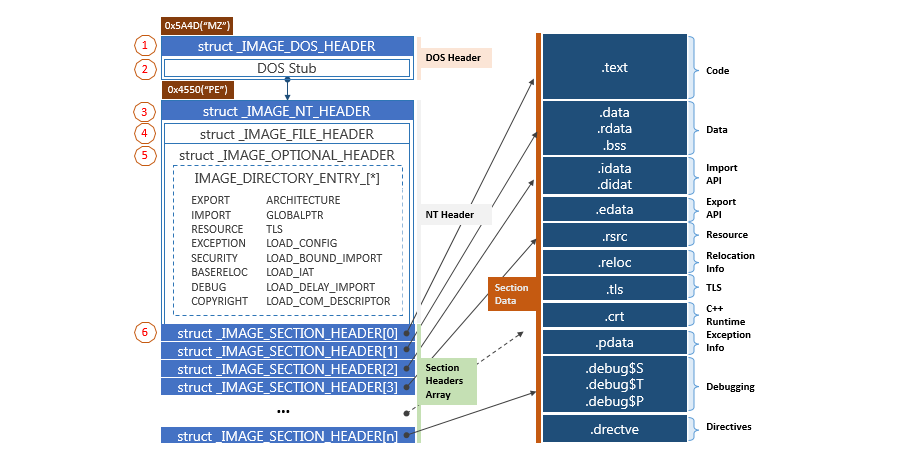 0x5A4D("MZ")
1
struct _IMAGE_DOS_HEADER
2
DOS Stub
DOS Header
0x4550("PE")
3
struct _IMAGE_NT_HEADER
4
struct _IMAGE_FILE_HEADER
5
struct _IMAGE_OPTIONAL_HEADER
IMAGE_DIRECTORY_ENTRY_[*]
EXPORT ARCHITECTURE
IMPORT GLOBALPTR
RESOURCE TLS
EXCEPTION LOAD_CONFIG
SECURITY LOAD_BOUND_IMPORT
BASERELOC LOAD_IAT
DEBUG LOAD_DELAY_IMPORT
COPYRIGHT LOAD_COM_DESCRIPTOR
NT Header
6
struct _IMAGE_SECTION_HEADER[0]
struct _IMAGE_SECTION_HEADER[1]
struct _IMAGE_SECTION_HEADER[2]
struct _IMAGE_SECTION_HEADER[3]
...
struct _IMAGE_SECTION_HEADER[n]
Section
Headers
Array
Section
Data
.text
Code
.data
.rdata
.bss
Data
.idata
.didat
Import
API
.edata
Export
API
.rsrc
Resource
.reloc
Relocation
Info
.tls
TLS
.crt
C++
Runtime
.pdata
Exception
Info
.debug$S
.debug$T
.debug$P
Debugging
.drectve
Directives